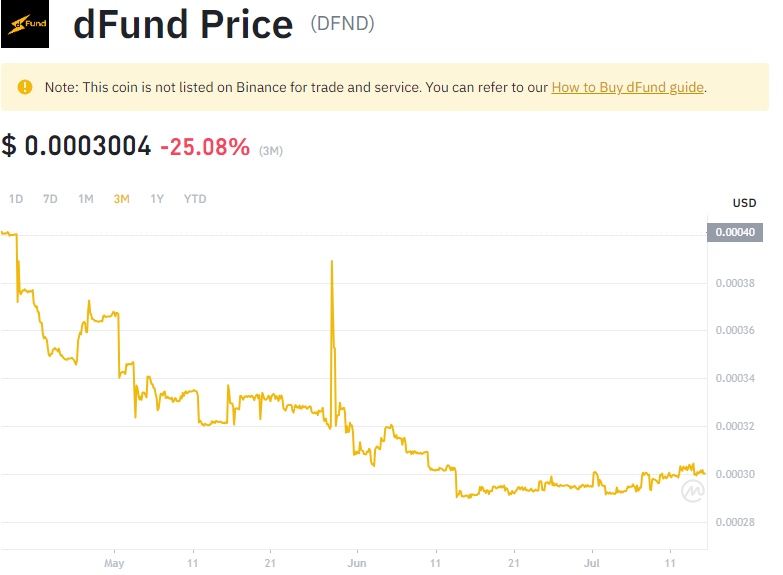 dFund
dFund Price (DFND)
Note: This coin is not listed on Binance for trade and service. You can refer to our How to Buy dFund guide.
$ 0.0003004 -25.08% (3M)
1D 7D 1M 3M 1Y YTD
USD
0.00040
0.00038
0.00036
0.00034
0.00032
0.00030
0.00028
May 11 21 Jun 11 21 Jul 11